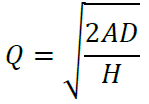 Q = √(2AD/H)